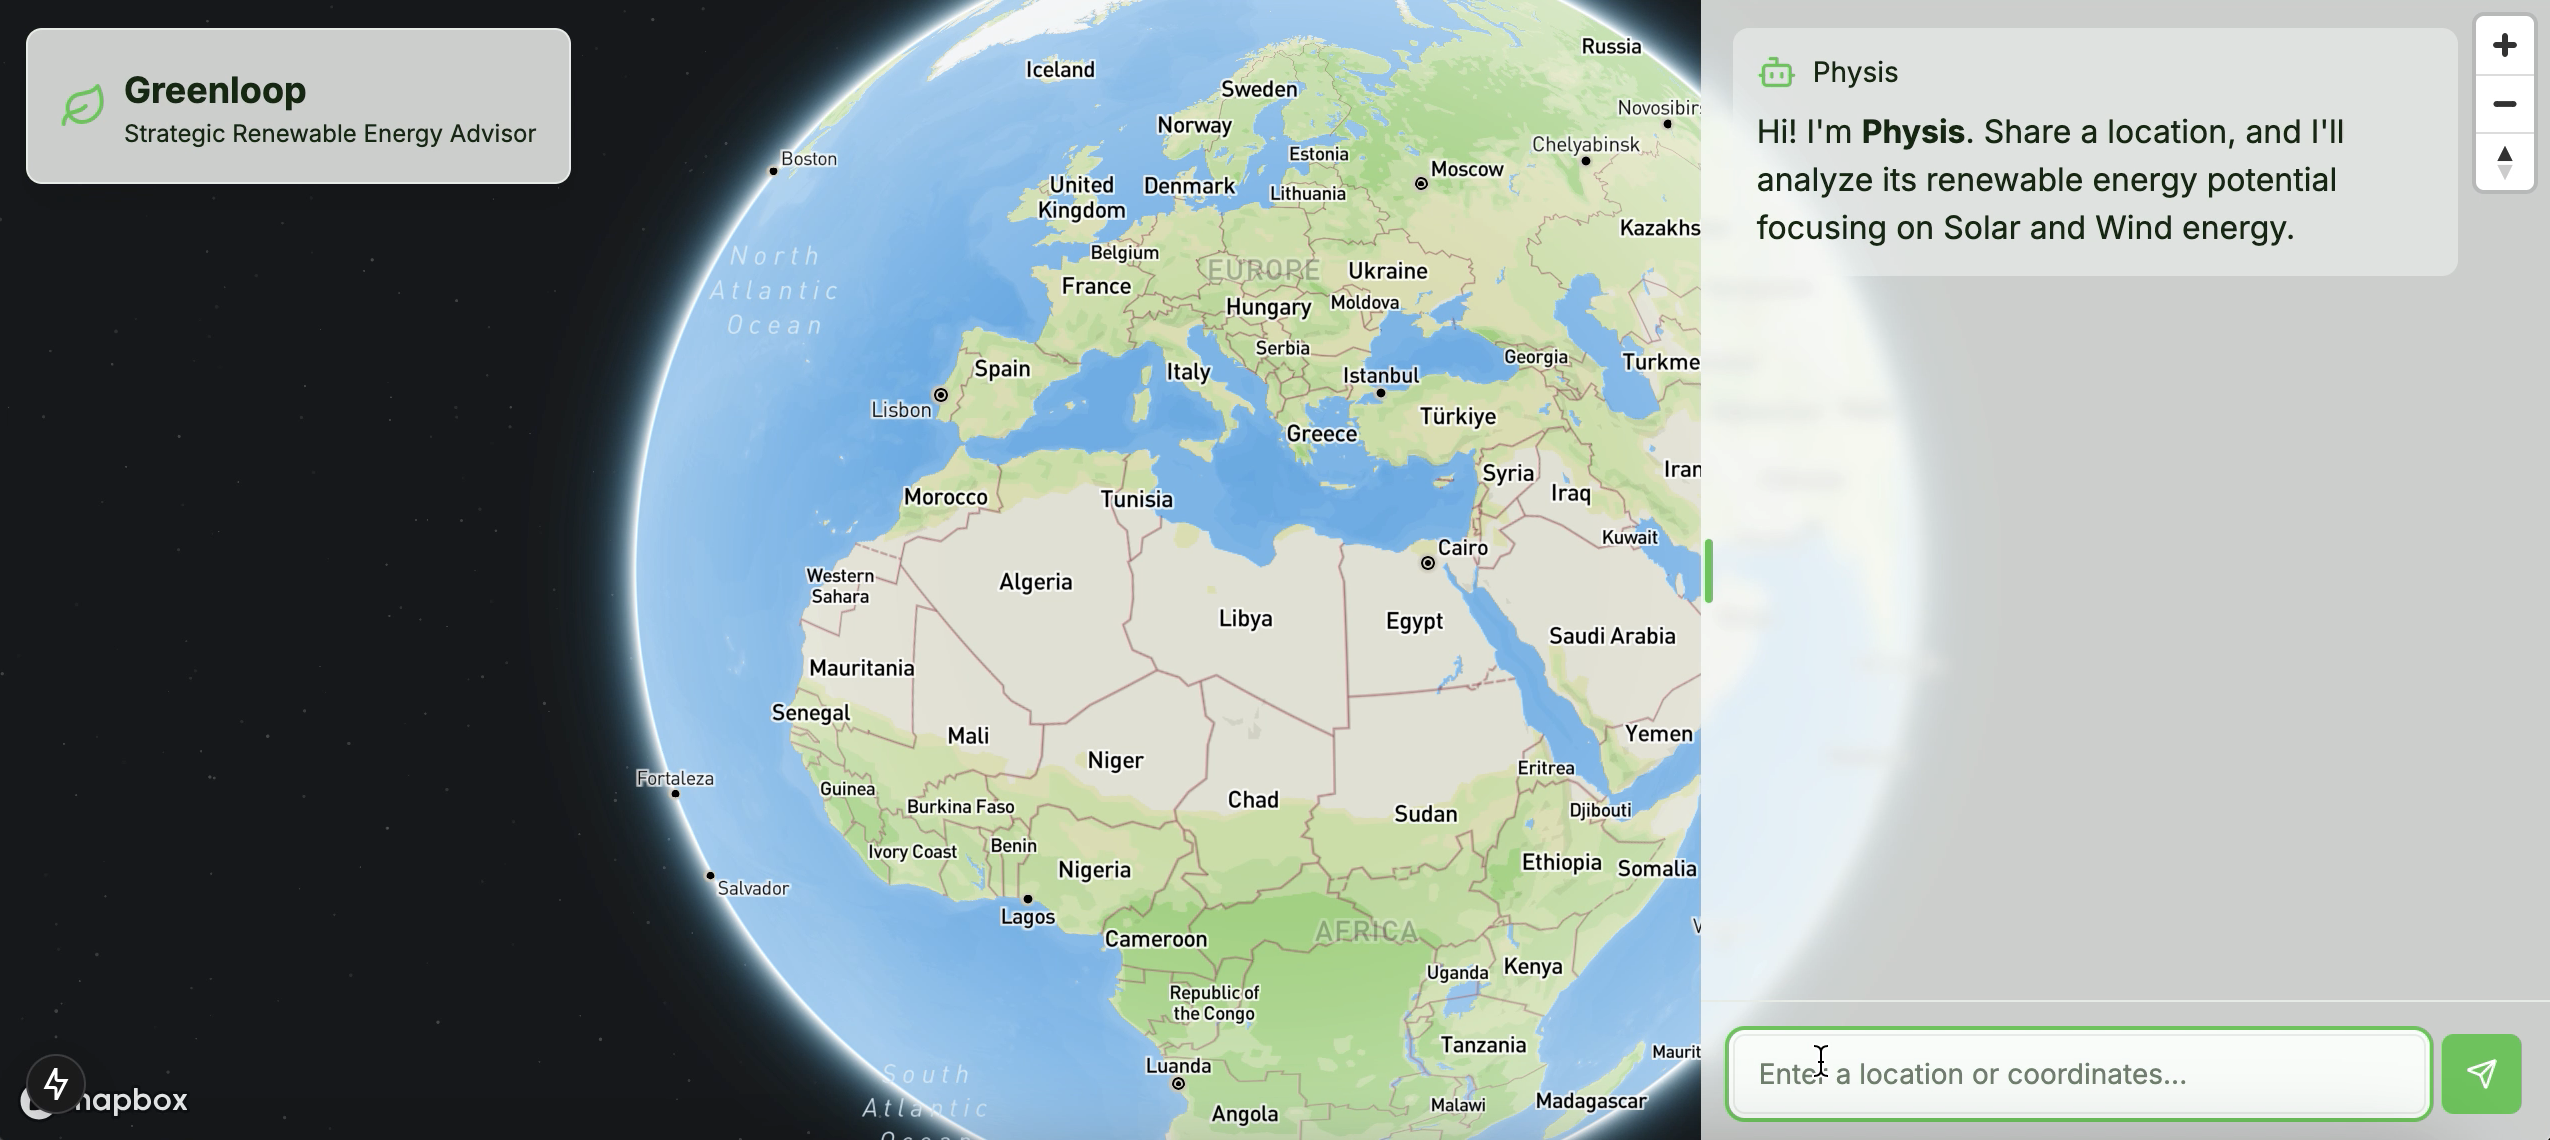 Greenloop
Strategic Renewable Energy Advisor
Physis
Hi! I'm Physis. Share a location, and I'll
analyze its renewable energy potential
focusing on Solar and Wind energy.
Enter a location or coordinates...
Iceland
Russia
Sweden
Norway
Novosibirs
Chelyabinsk
Estonia
Boston
Moscow
United
Kingdom
Denmark
Lithuania
Kazakhs
North
Atlantic
Ocean
Belgium
EUROPE
Ukraine
France
Hungary
Moldova
Serbia
Georgia
Turkme
Spain
Italy
Istanbul
Lisbon
Türkiye
Greece
Syria
Iran
Iraq
Morocco
Tunisia
Kuwait
Cairo
Western
Sahara
Algeria
Libya
Egypt
Saudi Arabia
Mauritania
Senegal
Mali
Yemen
Niger
Eritrea
Fortaleza
Guinea
Burkina Faso
Chad
Sudan
Djibouti
Ivory Coast
Benin
Nigeria
Ethiopia
Somalia
Salvador
Lagos
Cameroon
AFRICA
Uganda
Kenya
Republic of
the Congo
Tanzania
Maurit
Luanda
South
Atlantic
Ocean
Angola
Malawi
Madagascar
mapbox